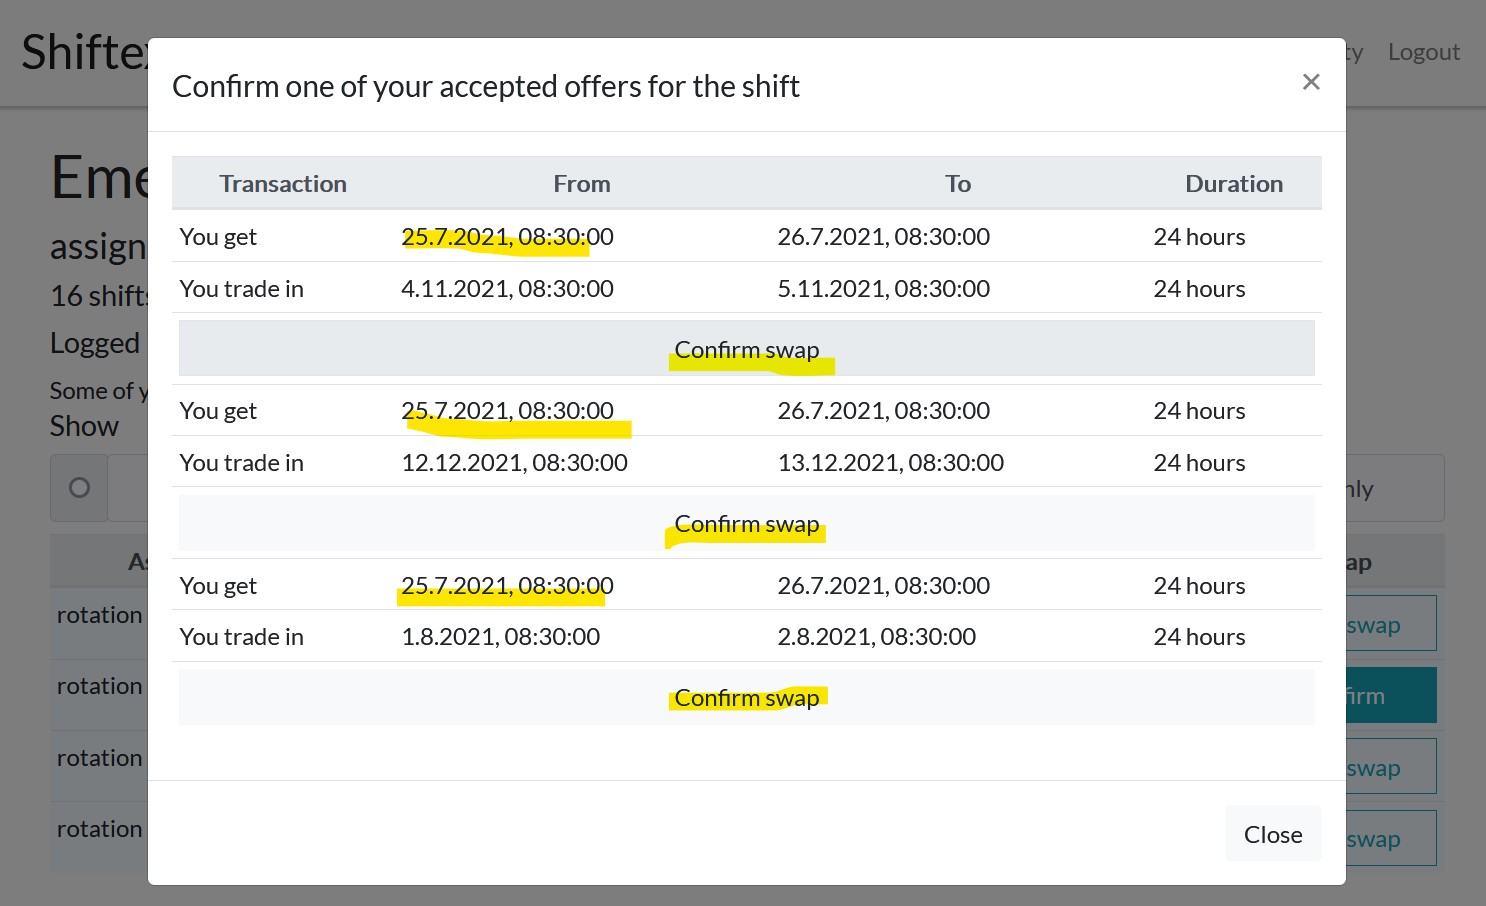 Shiftex
Logout
Confirm one of your accepted offers for the shift
×
Transaction From To Duration
You get 25.7.2021, 08:30:00 26.7.2021, 08:30:00 24 hours
You trade in 4.11.2021, 08:30:00 5.11.2021, 08:30:00 24 hours
Confirm swap
You get 25.7.2021, 08:30:00 26.7.2021, 08:30:00 24 hours
You trade in 12.12.2021, 08:30:00 13.12.2021, 08:30:00 24 hours
Confirm swap
You get 25.7.2021, 08:30:00 26.7.2021, 08:30:00 24 hours
You trade in 1.8.2021, 08:30:00 2.8.2021, 08:30:00 24 hours
Confirm swap
Close
Eme
assign
16 shifts
Logged
Some of y
Show
rotation swap
rotation firm
rotation swap
rotation swap